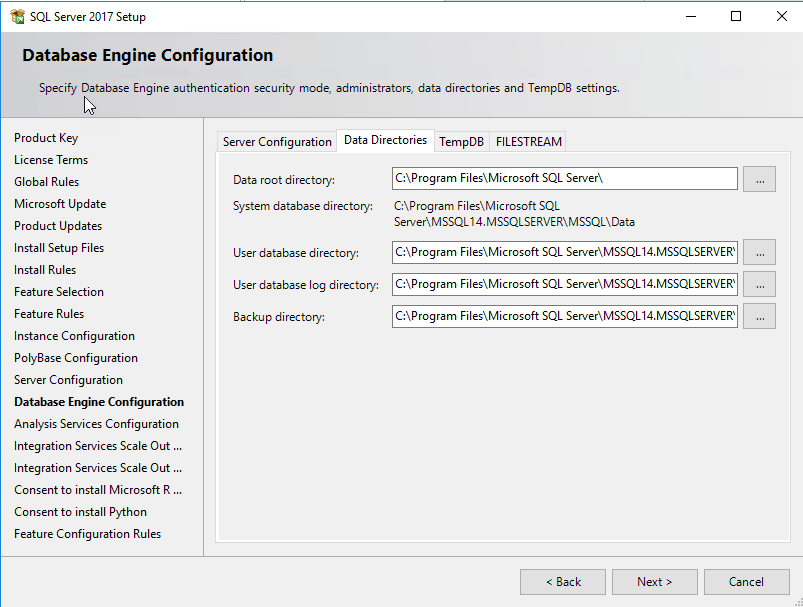 SQL Server 2017 Setup
Database Engine Configuration
Specify Database Engine authentication security mode, administrators, data directories and TempDB settings.
Product Key
License Terms
Global Rules
Microsoft Update
Product Updates
Install Setup Files
Install Rules
Feature Selection
Feature Rules
Instance Configuration
PolyBase Configuration
Server Configuration
Database Engine Configuration
Analysis Services Configuration
Integration Services Scale Out ...
Integration Services Scale Out ...
Consent to install Microsoft R ...
Consent to install Python
Feature Configuration Rules
Server Configuration Data Directories TempDB FILESTREAM
Data root directory: C:\Program Files\Microsoft SQL Server\ ...
System database directory: C:\Program Files\Microsoft SQL
Server\MSSQL14.MSSQLSERVER\MSSQL\Data
User database directory: C:\Program Files\Microsoft SQL Server\MSSQL14.MSSQLSERVER\ ...
User database log directory: C:\Program Files\Microsoft SQL Server\MSSQL14.MSSQLSERVER\ ...
Backup directory: C:\Program Files\Microsoft SQL Server\MSSQL14.MSSQLSERVER\ ...
< Back Next > Cancel